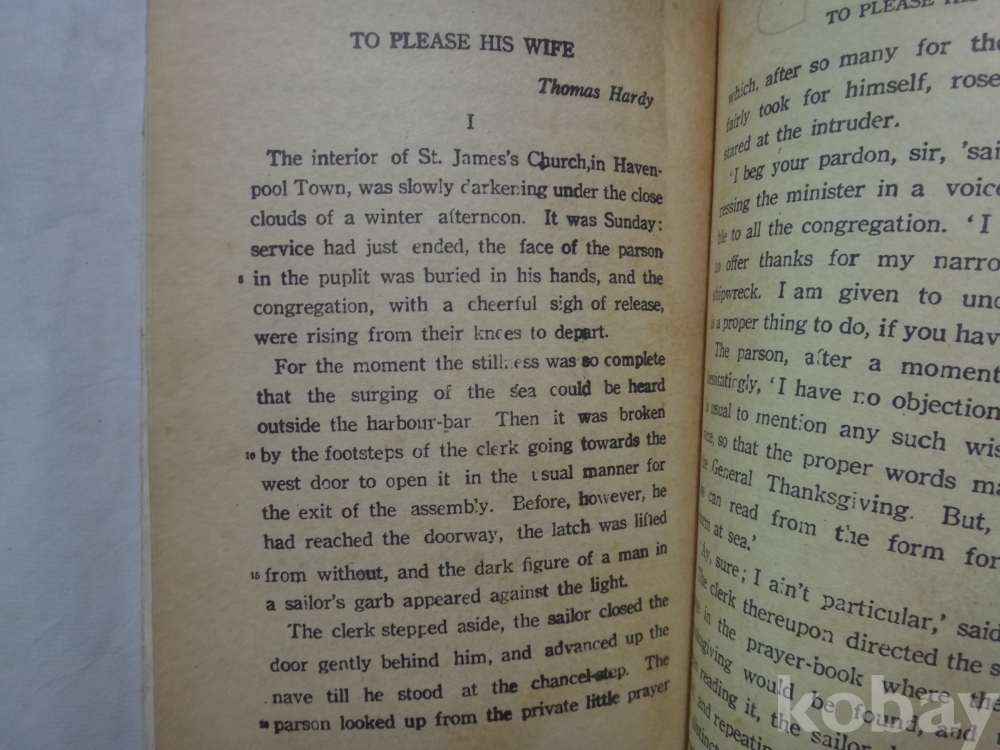 TO PLEASE HIS WIFE
Thomas Hardy
I
The interior of St. James's Church,in Haven-
pool Town, was slowly darkening under the close
clouds of a winter afternoon. It was Sunday:
service had just ended, the face of the parson
5 in the puplit was buried in his hands, and the
congregation, with a cheerful sigh of release,
were rising from their knees to depart.
For the moment the stillness was so complete
that the surging of the sea could be heard
outside the harbour-bar Then it was broken
10 by the footsteps of the clerk going towards the
west door to open it in the usual manner for
the exit of the assembly. Before, however, he
had reached the doorway, the latch was lifted
15 from without, and the dark figure of a man in
a sailor's garb appeared against the light.
The clerk stepped aside, the sailor closed the
door gently behind him, and advanced up the
nave till he stood at the chancel-step. The
20 parson looked up from the private little prayer
TO PLEASE
which, after so many for the
fairly took for himself, rose
stared at the intruder.
'I beg your pardon, sir, 'sai
ressing the minister in a voice
ble to all the congregation. 'I
to offer thanks for my narro
shipwreck. I am given to und
is a proper thing to do, if you hav
The parson, after a moment
hesitatingly, 'I have no objection
usual to mention any such wis
so that the proper words ma
General Thanksgiving. But,
can read from the form for
at sea.'
'Ay, sure; I ain't particular,' said
The clerk thereupon directed the s
in the prayer-book where the
giving would be found, and
reading it, the sailor
and repeating
kobay